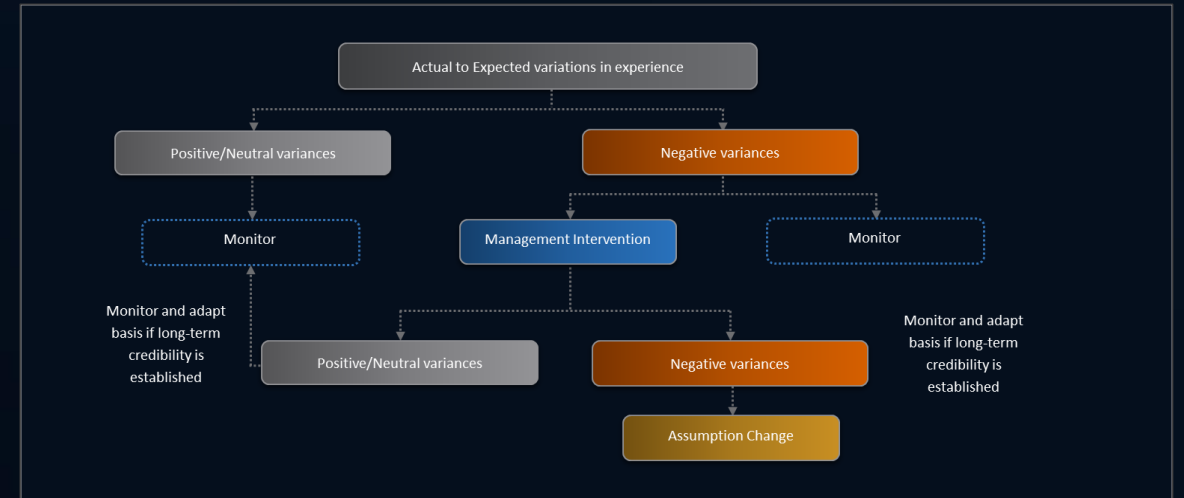 Actual to Expected variations in experience
Positive/Neutral variances
Negative variances
Monitor
Management Intervention
Monitor
Monitor and adapt
basis if long-term
credibility is
established
Positive/Neutral variances
Negative variances
Monitor and adapt
basis if long-term
credibility is
established
Assumption Change